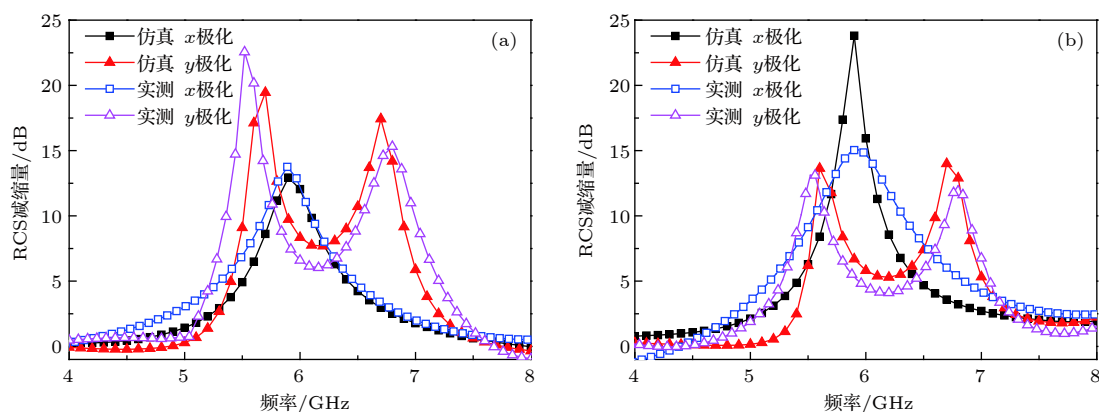 25
20
15
10
5
0
RCS减缩量/dB
仿真 x极化
仿真 y极化
实测 x极化
实测 y极化
(a)
4 5 6 7 8
频率/GHz
25
20
15
10
5
0
RCS减缩量/dB
仿真 x极化
仿真 y极化
实测 x极化
实测 y极化
(b)
4 5 6 7 8
频率/GHz